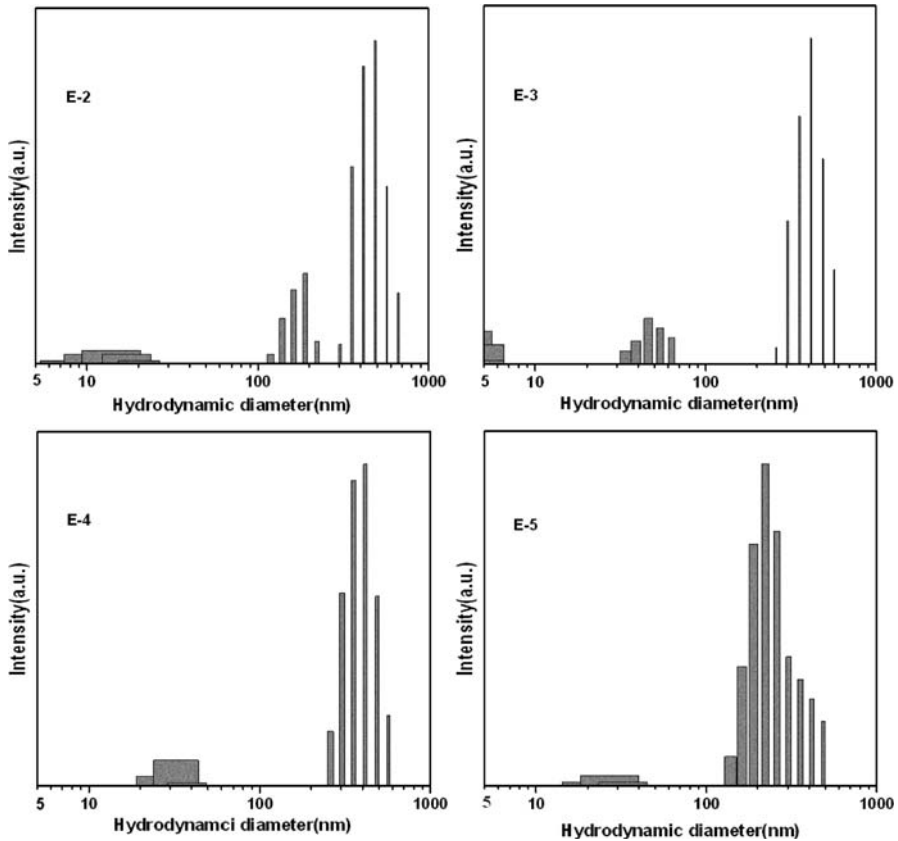 E-2
Intensity(a.u.)
5 10 100 1000
Hydrodynamic diameter(nm)
E-3
Intensity(a.u.)
5 10 100 1000
Hydrodynamic diameter(nm)
E-4
Intensity(a.u.)
5 10 100 1000
Hydrodynamci diameter(nm)
E-5
Intensity(a.u.)
5 10 100 1000
Hydrodynamic diameter(nm)